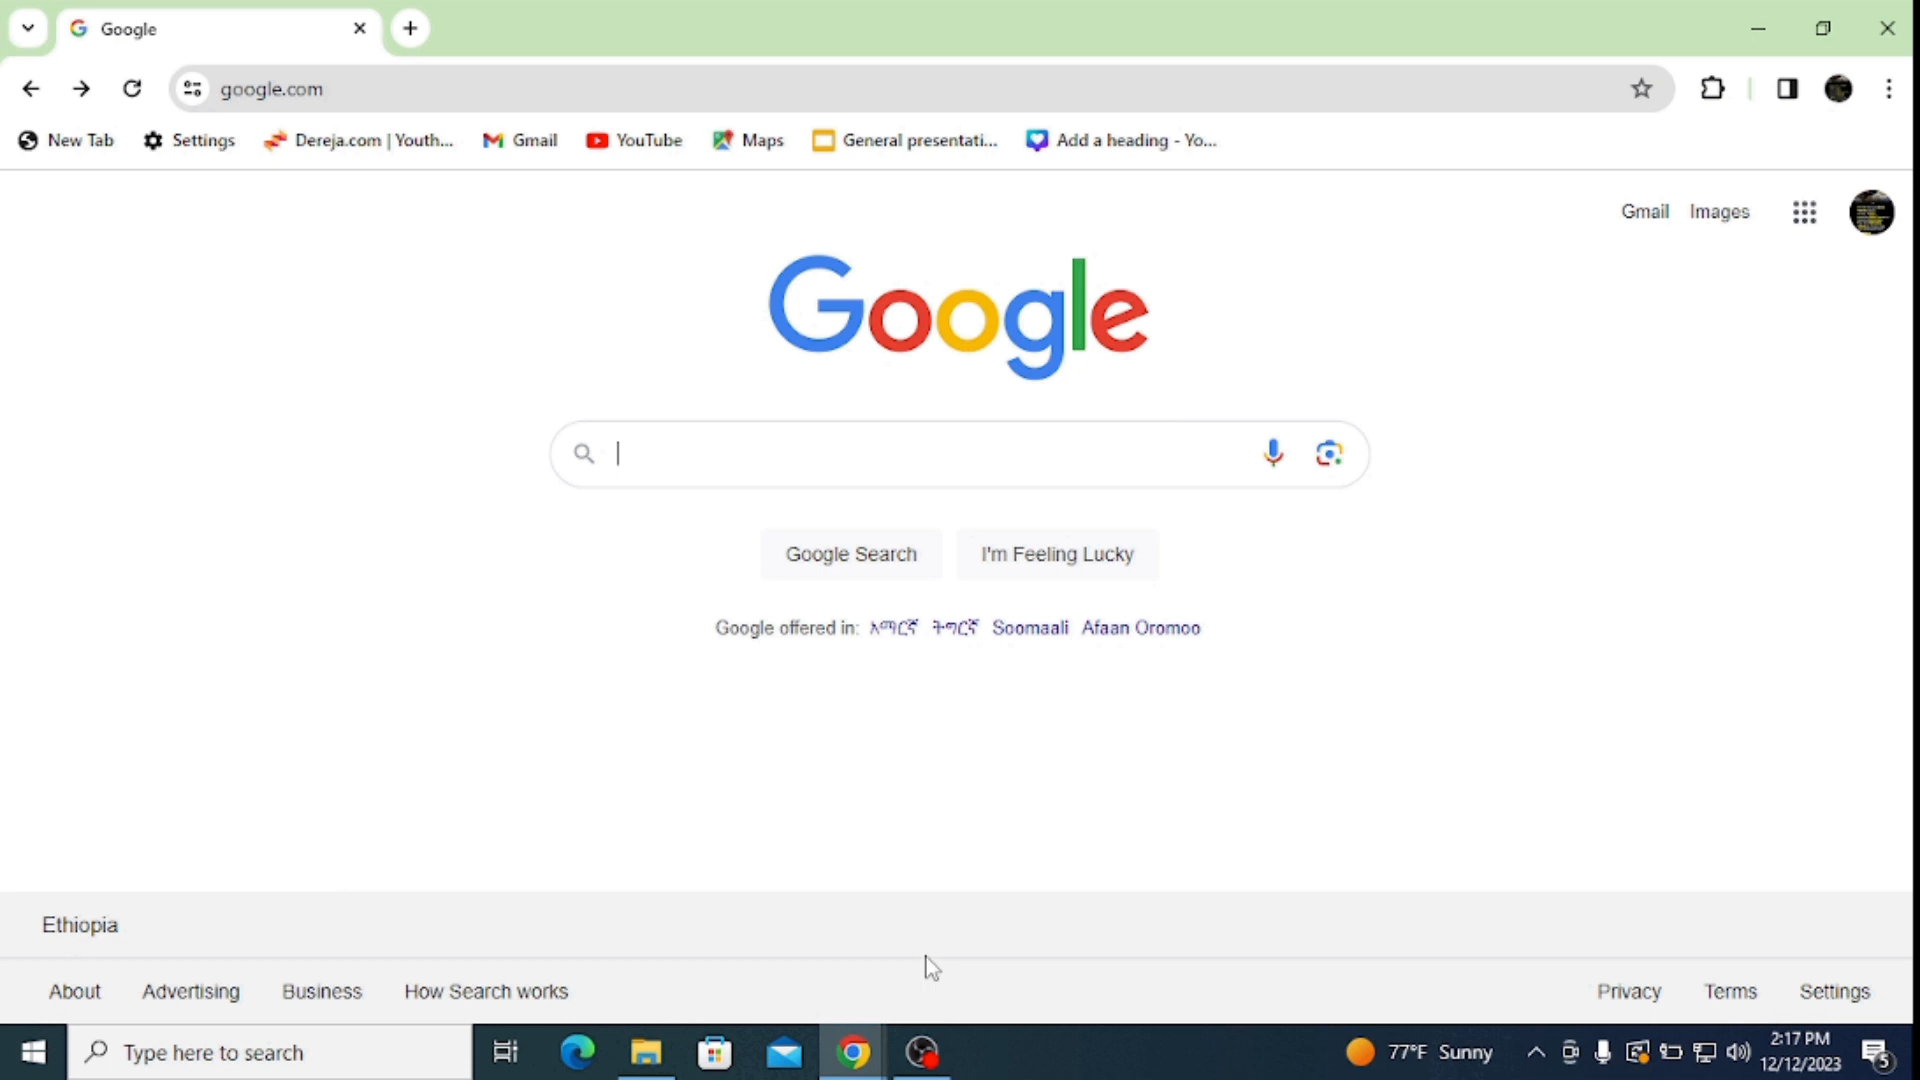 Google
google.com
New Tab Settings Dereja.com | Youth... Gmail YouTube Maps General presentati... Add a heading - Yo...
Gmail Images
Google
Google Search I'm Feeling Lucky
Google offered in: አማርኛ ትግርኛ Soomaali Afaan Oromoo
Ethiopia
About Advertising Business How Search works Privacy Terms Settings
Type here to search 77°F Sunny 2:17 PM
12/12/2023 5